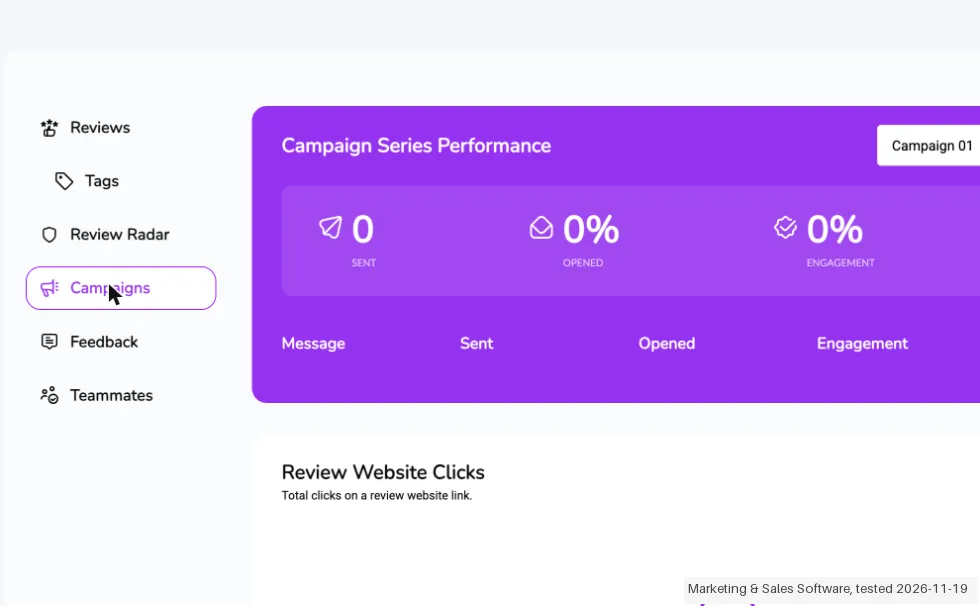 Reviews
Tags
Review Radar
Campaigns
Feedback
Teammates
Campaign Series Performance
Campaign 01
0
SENT
0%
OPENED
0%
ENGAGEMENT
Message Sent Opened Engagement
Review Website Clicks
Total clicks on a review website link.
Marketing & Sales Software, tested 2026-11-19